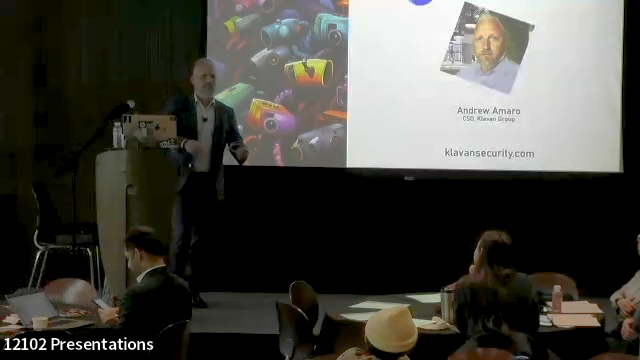 Andrew Amaro
CSO, Klavan Group
klavansecurity.com
12102 Presentations